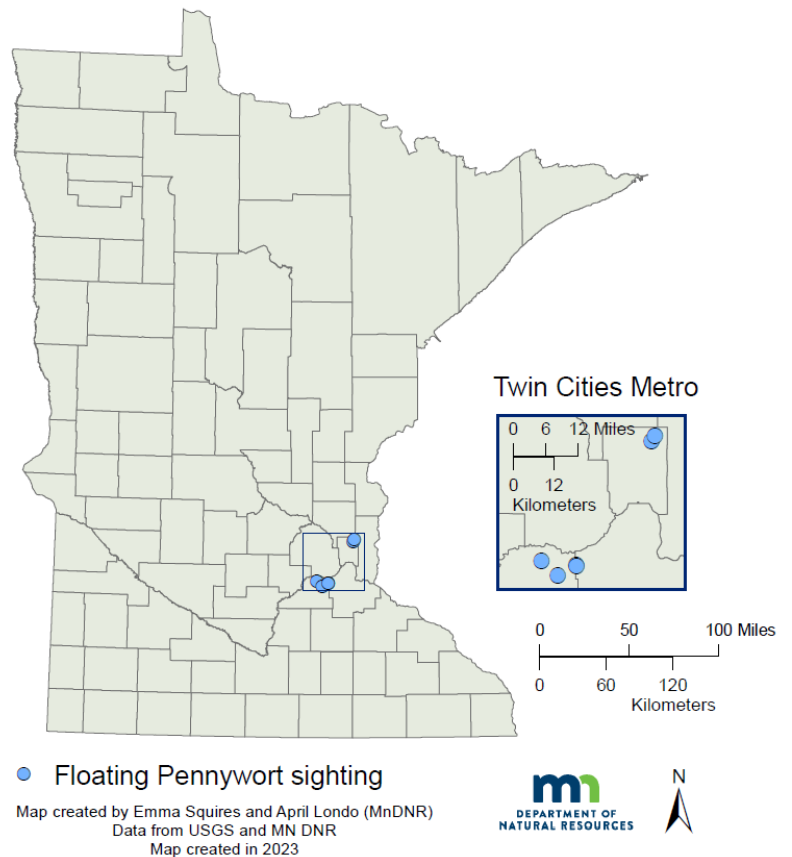 Twin Cities Metro
0 6 12 Miles
0 12
Kilometers
0 50 100 Miles
0 60 120
Kilometers
Floating Pennywort sighting
Map created by Emma Squires and April Londo (MnDNR)
Data from USGS and MN DNR
Map created in 2023
mn
DEPARTMENT OF
NATURAL RESOURCES
N